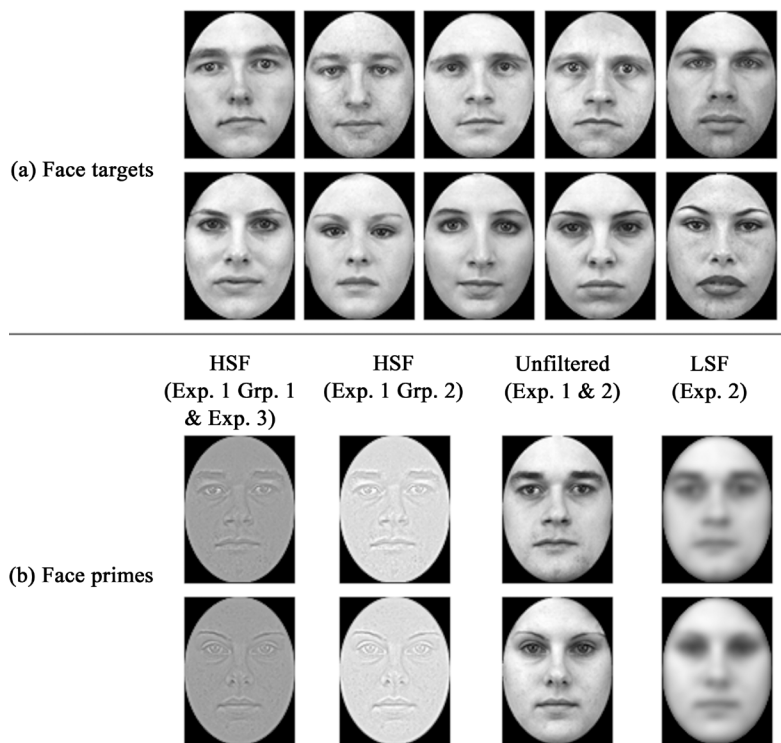 (a) Face targets
HSF
(Exp. 1 Grp. 1
& Exp. 3)
HSF
(Exp. 1 Grp. 2)
Unfiltered
(Exp. 1 & 2)
LSF
(Exp. 2)
(b) Face primes